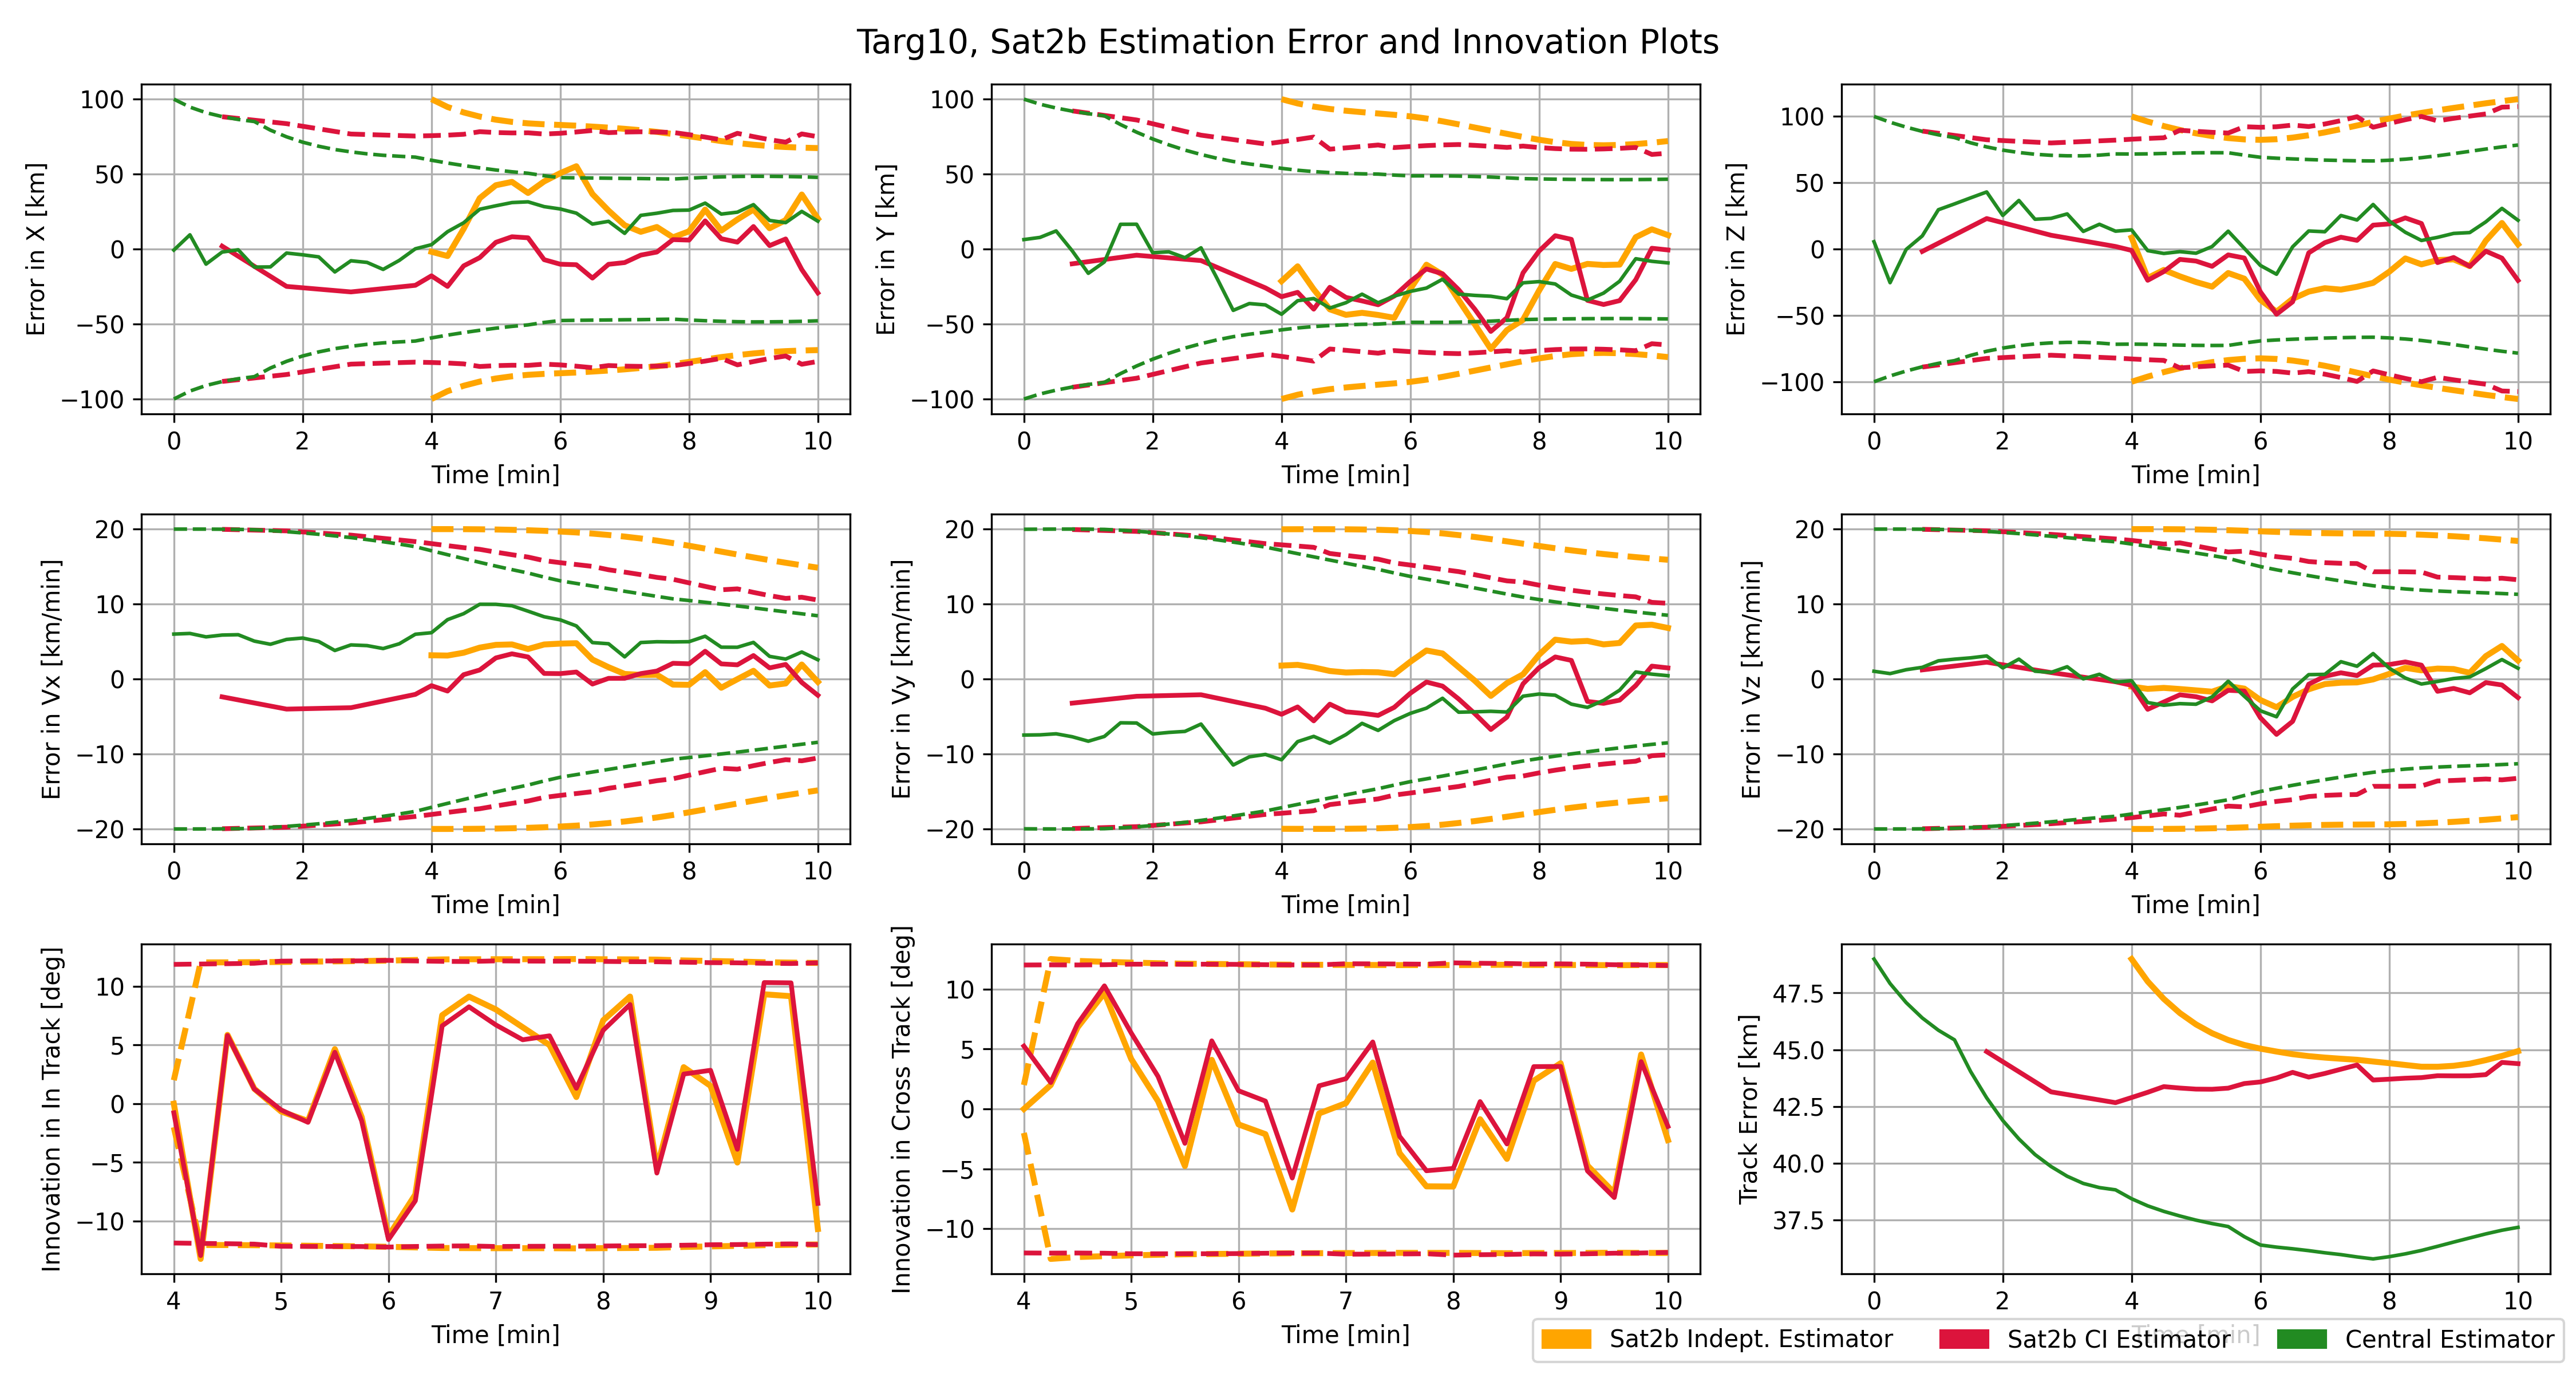 Targ10, Sat2b Estimation Error and Innovation Plots
Error in X [km]
100
50
0
−50
−100
0 2 4 6 8 10
Time [min]
Error in Y [km]
100
50
0
−50
−100
0 2 4 6 8 10
Time [min]
Error in Z [km]
100
50
0
−50
−100
0 2 4 6 8 10
Time [min]
Error in Vx [km/min]
20
10
0
−10
−20
0 2 4 6 8 10
Time [min]
Error in Vy [km/min]
20
10
0
−10
−20
0 2 4 6 8 10
Time [min]
Error in Vz [km/min]
20
10
0
−10
−20
0 2 4 6 8 10
Time [min]
Innovation in In Track [deg]
10
5
0
−5
−10
4 5 6 7 8 9 10
Time [min]
Innovation in Cross Track [deg]
10
5
0
−5
−10
4 5 6 7 8 9 10
Time [min]
Track Error [km]
47.5
45.0
42.5
40.0
37.5
0 2 4 6 8 10
Time [min]
Sat2b Indept. Estimator Sat2b CI Estimator Central Estimator